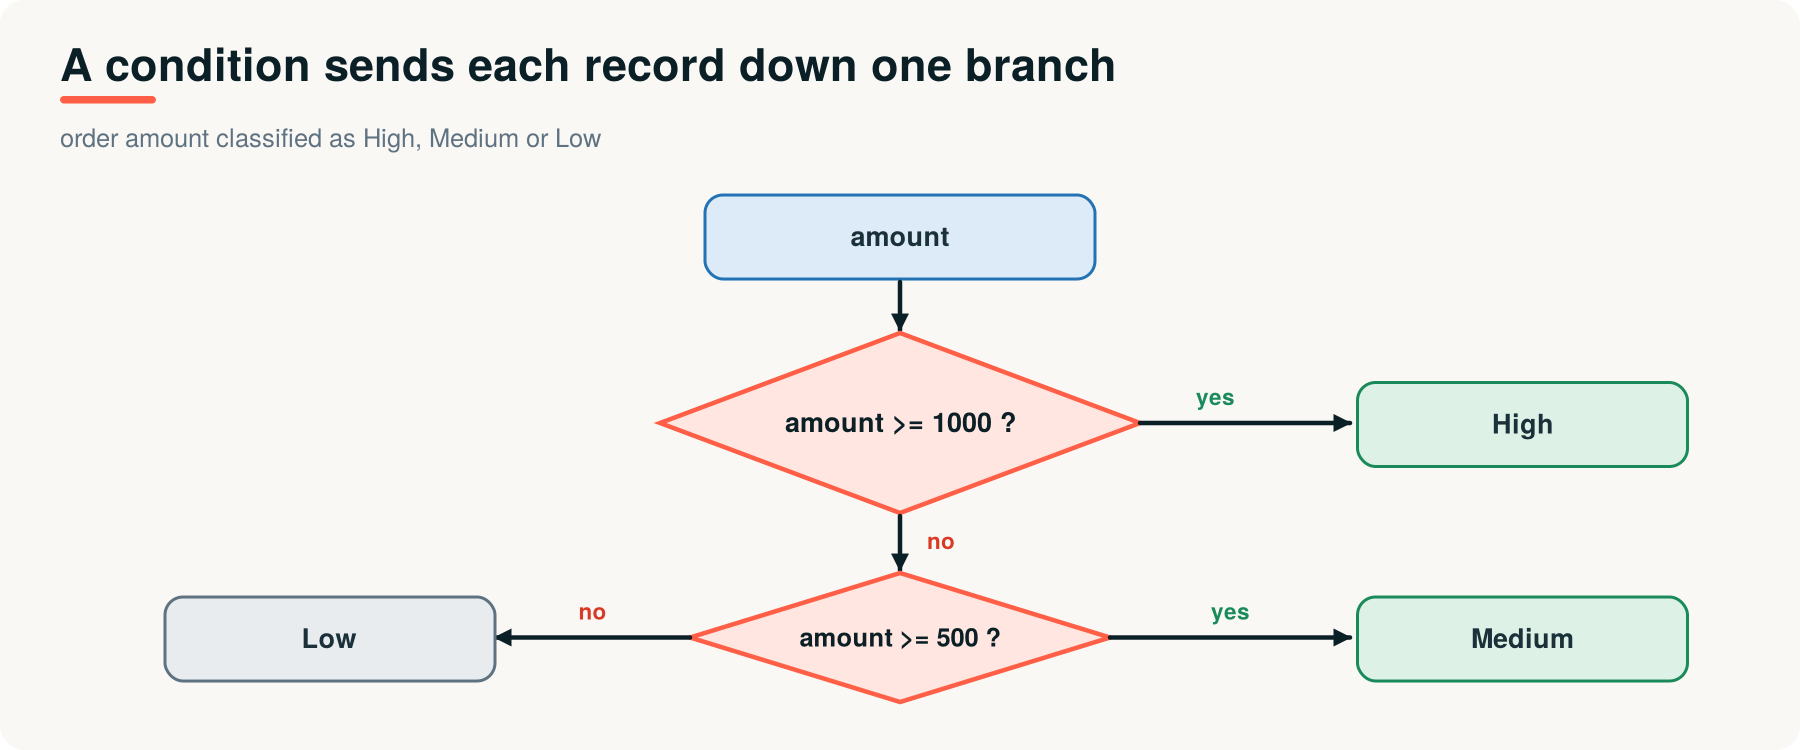 A condition sends each record down one branch
order amount classified as High, Medium or Low
amount
amount >= 1000 ?
yes
High
no
Low
no
amount >= 500 ?
yes
Medium